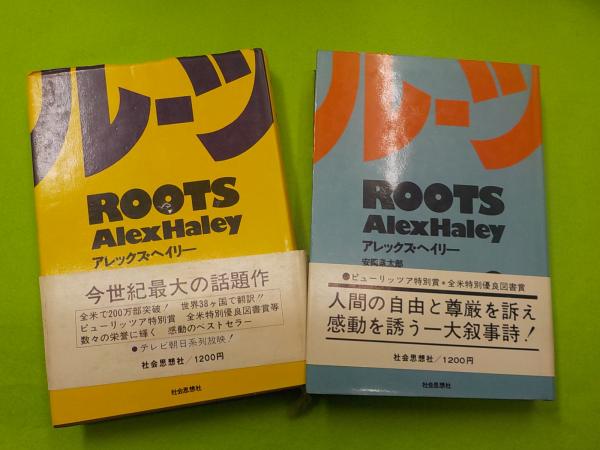 ルーツ
ROOTS
Alex Haley
アレックス・ヘイリー
今世紀最大の話題作
全米で200万部突破! 世界38ヶ国で翻訳!!
ピューリッツア特別賞 全米特別優良図書賞等
数々の栄誉に輝く 感動のベストセラー
●テレビ朝日系列放映!
社会思想社/1200円
社会思想社
ルーツ
ROOTS
Alex Haley
アレックス・ヘイリー
安岡章太郎
●ピューリッツア特別賞●全米特別優良図書賞
人間の自由と尊厳を訴え
感動を誘う一大叙事詩!
社会思想社/1200円
社会思想社